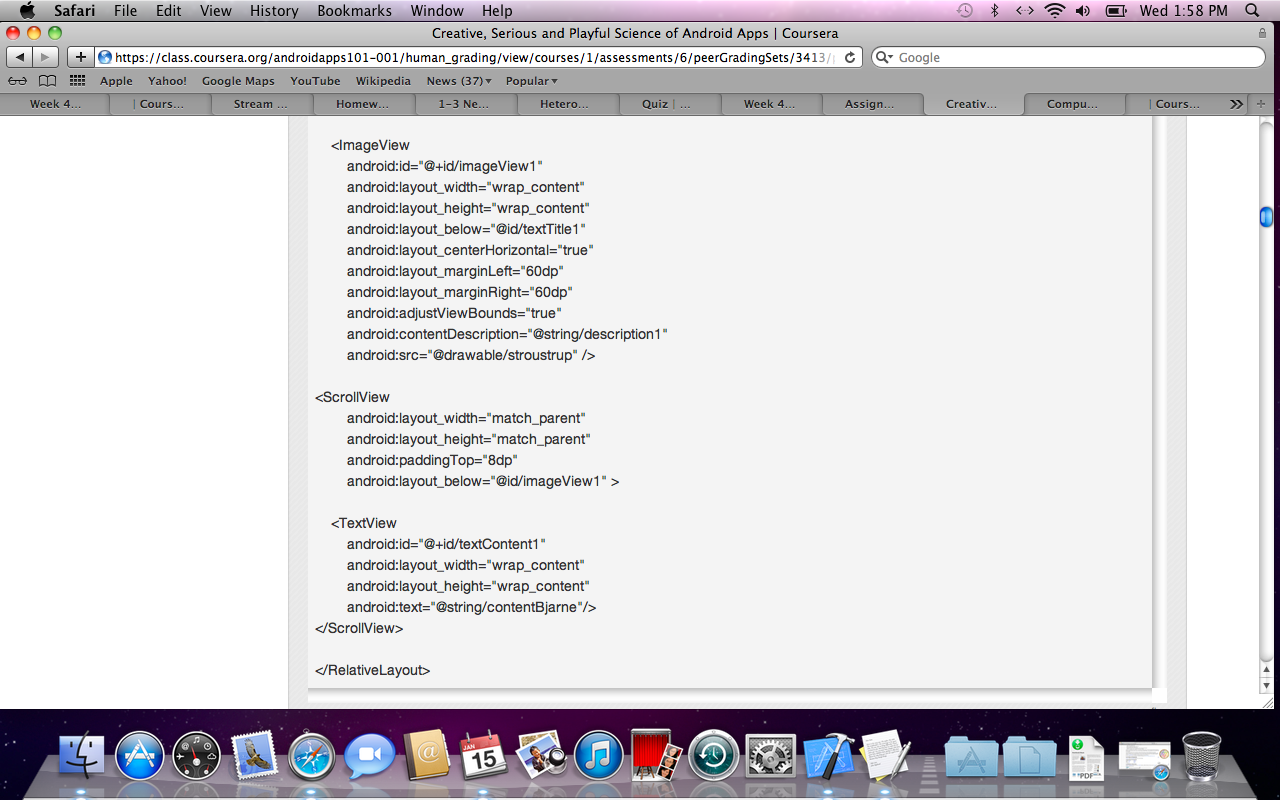 Safari File Edit View History Bookmarks Window Help Wed 1:58 PM
Creative, Serious and Playful Science of Android Apps | Coursera
https://class.coursera.org/androidapps101-001/human_grading/view/courses/1/assessments/6/peerGradingSets/3413/ Google
Apple Yahoo! Google Maps YouTube Wikipedia News (37)▾ Popular▾
Week 4... | Cours... Stream ... Homew... 1-3 Ne... Hetero... Quiz | ... Week 4... Assign... Creativ... Compu... | Cours... »
<ImageView
android:id="@+id/imageView1"
android:layout_width="wrap_content"
android:layout_height="wrap_content"
android:layout_below="@id/textTitle1"
android:layout_centerHorizontal="true"
android:layout_marginLeft="60dp"
android:layout_marginRight="60dp"
android:adjustViewBounds="true"
android:contentDescription="@string/description1"
android:src="@drawable/stroustrup" />
<ScrollView
android:layout_width="match_parent"
android:layout_height="match_parent"
android:paddingTop="8dp"
android:layout_below="@id/imageView1" >
<TextView
android:id="@+id/textContent1"
android:layout_width="wrap_content"
android:layout_height="wrap_content"
android:text="@string/contentBjarne"/>
</ScrollView>
</RelativeLayout>
JAN
15
PDF